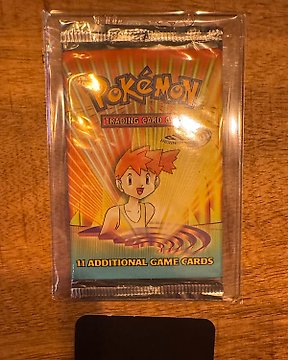 POKéMON
TRADING CARD GAME
11 ADDITIONAL GAME CARDS